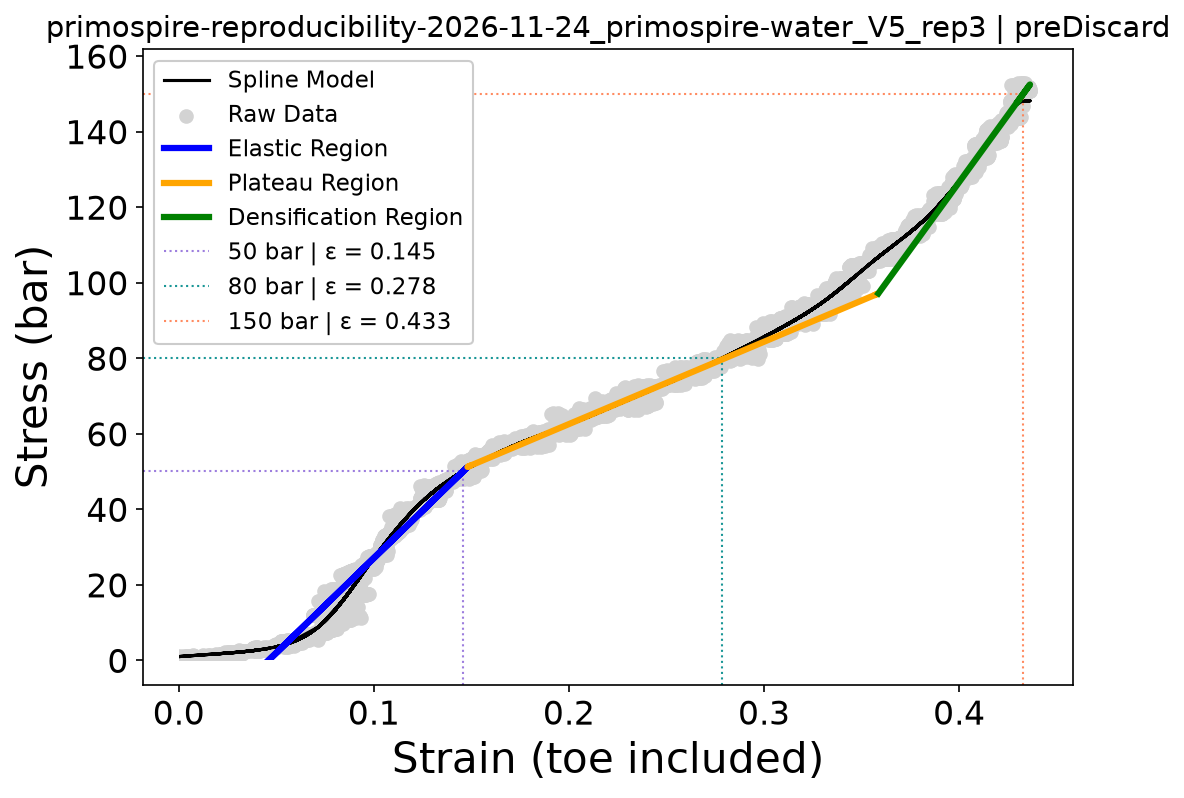 primospire-reproducibility-2026-11-24_primospire-water_V5_rep3 | preDiscard
Spline Model
Raw Data
Elastic Region
Plateau Region
Densification Region
50 bar | ε = 0.145
80 bar | ε = 0.278
150 bar | ε = 0.433
160
140
120
100
80
60
40
20
0
Stress (bar)
0.0 0.1 0.2 0.3 0.4
Strain (toe included)